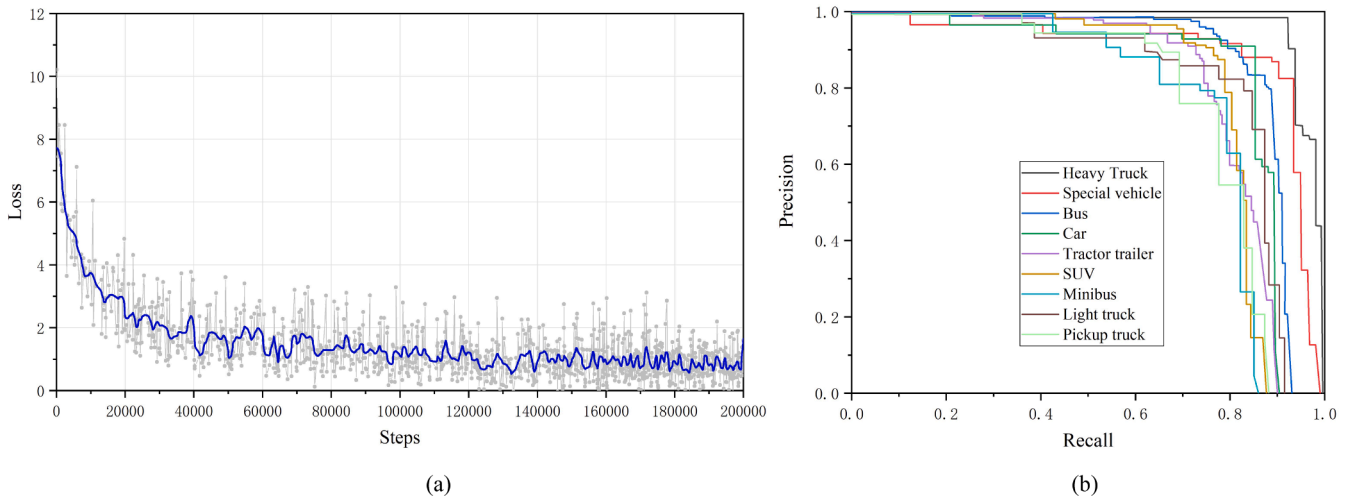 12
10
8
6
4
2
0
Loss
0
20000
40000
60000
80000
100000
120000
140000
160000
180000
200000
Steps
(a)
1.0
0.8
0.6
0.4
0.2
0.0
Precision
Heavy Truck
Special vehicle
Bus
Car
Tractor trailer
SUV
Minibus
Light truck
Pickup truck
0.0
0.2
0.4
0.6
0.8
1.0
Recall
(b)